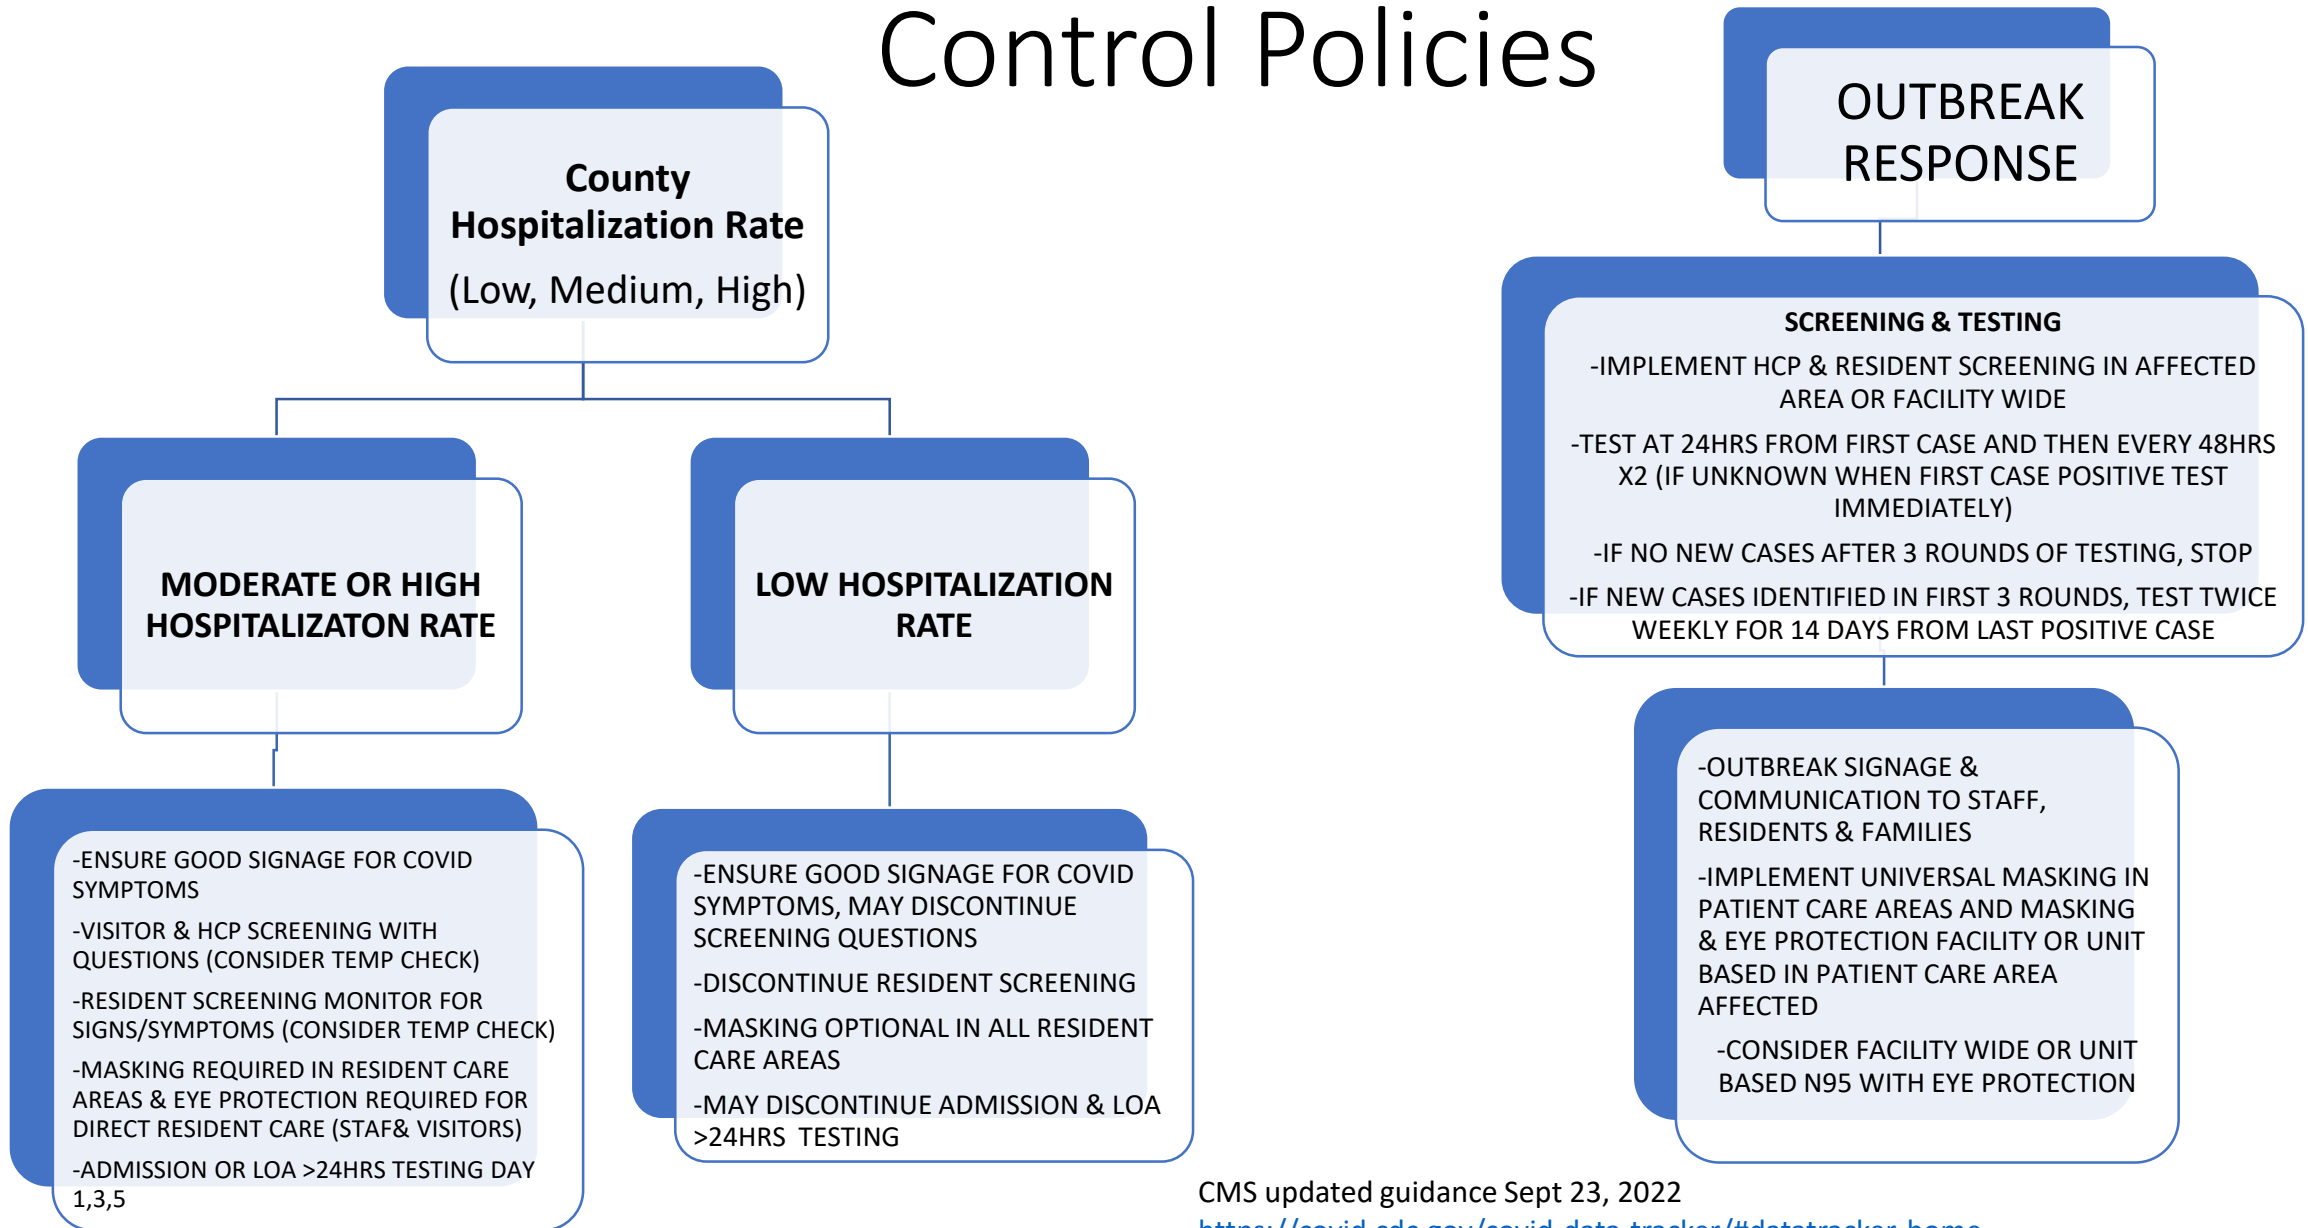 Control Policies
County
Hospitalization Rate
(Low, Medium, High)
MODERATE OR HIGH
HOSPITALIZATON RATE
LOW HOSPITALIZATION
RATE
-ENSURE GOOD SIGNAGE FOR COVID
SYMPTOMS
-VISITOR & HCP SCREENING WITH
QUESTIONS (CONSIDER TEMP CHECK)
-RESIDENT SCREENING MONITOR FOR
SIGNS/SYMPTOMS (CONSIDER TEMP CHECK)
-MASKING REQUIRED IN RESIDENT CARE
AREAS & EYE PROTECTION REQUIRED FOR
DIRECT RESIDENT CARE (STAF& VISITORS)
-ADMISSION OR LOA >24HRS TESTING DAY
1,3,5
-ENSURE GOOD SIGNAGE FOR COVID
SYMPTOMS, MAY DISCONTINUE
SCREENING QUESTIONS
-DISCONTINUE RESIDENT SCREENING
-MASKING OPTIONAL IN ALL RESIDENT
CARE AREAS
-MAY DISCONTINUE ADMISSION & LOA
>24HRS  TESTING
OUTBREAK
RESPONSE
SCREENING & TESTING
-IMPLEMENT HCP & RESIDENT SCREENING IN AFFECTED
AREA OR FACILITY WIDE
-TEST AT 24HRS FROM FIRST CASE AND THEN EVERY 48HRS
X2 (IF UNKNOWN WHEN FIRST CASE POSITIVE TEST
IMMEDIATELY)
-IF NO NEW CASES AFTER 3 ROUNDS OF TESTING, STOP
-IF NEW CASES IDENTIFIED IN FIRST 3 ROUNDS, TEST TWICE
WEEKLY FOR 14 DAYS FROM LAST POSITIVE CASE
-OUTBREAK SIGNAGE &
COMMUNICATION TO STAFF,
RESIDENTS & FAMILIES
-IMPLEMENT UNIVERSAL MASKING IN
PATIENT CARE AREAS AND MASKING
& EYE PROTECTION FACILITY OR UNIT
BASED IN PATIENT CARE AREA
AFFECTED
-CONSIDER FACILITY WIDE OR UNIT
BASED N95 WITH EYE PROTECTION
CMS updated guidance Sept 23, 2022
https://covid.cdc.gov/covid-data-tracker/#datatracker-home